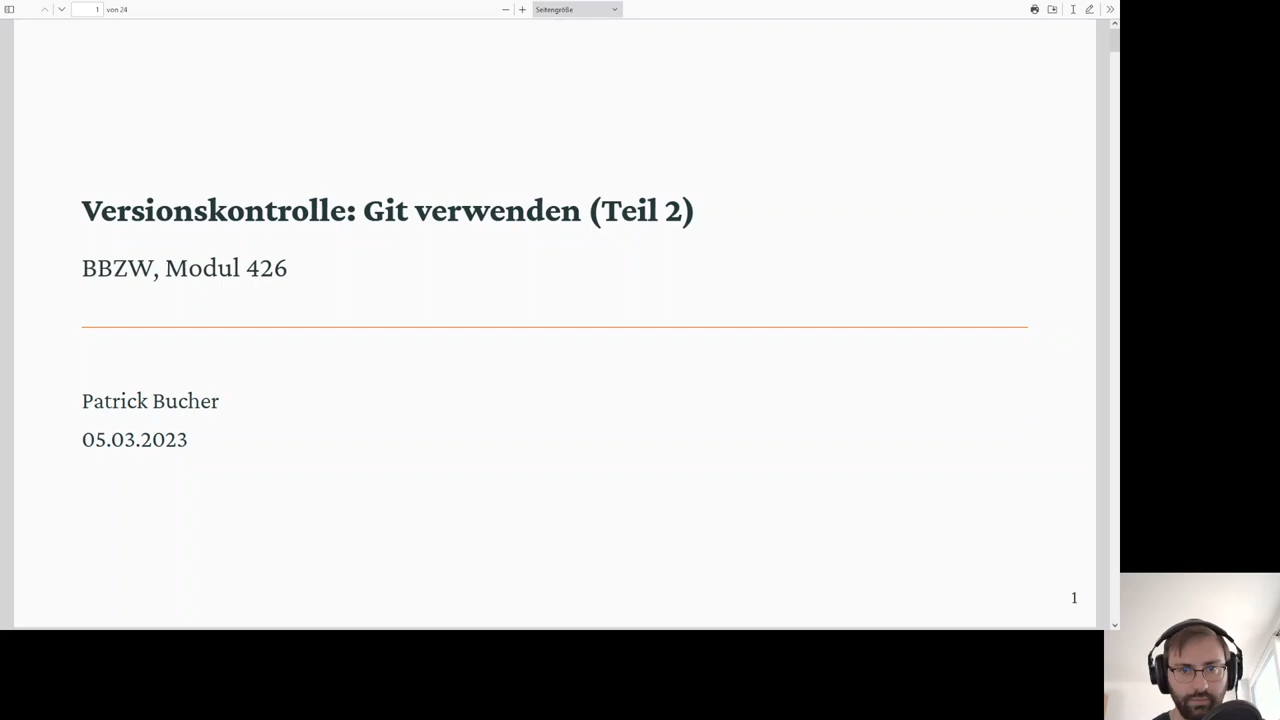 1 von 24 Seitengröße
Versionskontrolle: Git verwenden (Teil 2)
BBZW, Modul 426
Patrick Bucher
05.03.2023
1